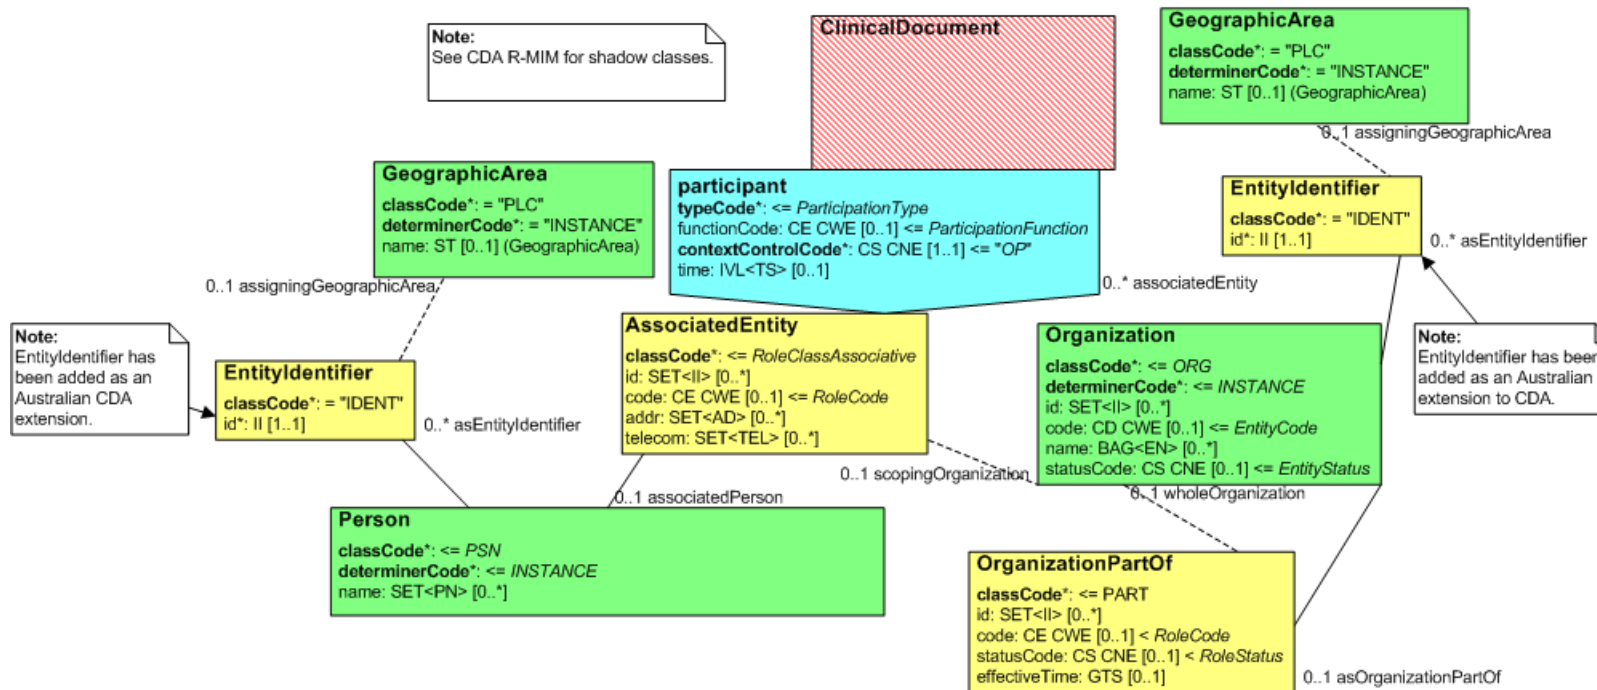 Note:
See CDA R-MIM for shadow classes.
ClinicalDocument
GeographicArea
classCode*: = "PLC"
determinerCode*: = "INSTANCE"
name: ST [0..1] (GeographicArea)
0..1 assigningGeographicArea
GeographicArea
classCode*: = "PLC"
determinerCode*: = "INSTANCE"
name: ST [0..1] (GeographicArea)
0..1 assigningGeographicArea
participant
typeCode*: <= ParticipationType
functionCode: CE CWE [0..1] <= ParticipationFunction
contextControlCode*: CS CNE [1..1] <= "OP"
time: IVL<TS> [0..1]
0..* associatedEntity
EntityIdentifier
classCode*: = "IDENT"
id*: II [1..1]
0..* asEntityIdentifier
Note:
EntityIdentifier has
been added as an
Australian CDA
extension.
EntityIdentifier
classCode*: = "IDENT"
id*: II [1..1]
0..* asEntityIdentifier
AssociatedEntity
classCode*: <= RoleClassAssociative
id: SET<II> [0..*]
code: CE CWE [0..1] <= RoleCode
addr: SET<AD> [0..*]
telecom: SET<TEL> [0..*]
0..1 scopingOrganization
0..1 associatedPerson
Organization
classCode*: <= ORG
determinerCode*: <= INSTANCE
id: SET<II> [0..*]
code: CD CWE [0..1] <= EntityCode
name: BAG<EN> [0..*]
statusCode: CS CNE [0..1] <= EntityStatus
0..1 wholeOrganization
Note:
EntityIdentifier has been
added as an Australian
extension to CDA.
Person
classCode*: <= PSN
determinerCode*: <= INSTANCE
name: SET<PN> [0..*]
OrganizationPartOf
classCode*: <= PART
id: SET<II> [0..*]
code: CE CWE [0..1] < RoleCode
statusCode: CS CNE [0..1] < RoleStatus
effectiveTime: GTS [0..1]
0..1 asOrganizationPartOf